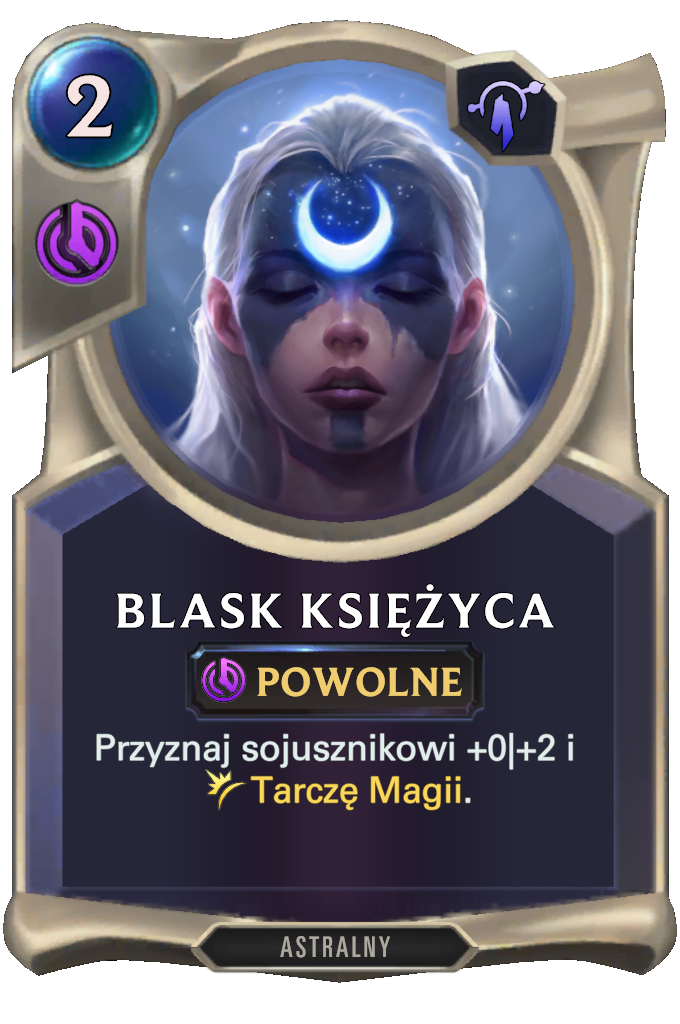 2
BLASK KSIĘŻYCA
POWOLNE
Przyznaj sojusznikowi +0|+2 i
Tarczę Magii.
ASTRALNY